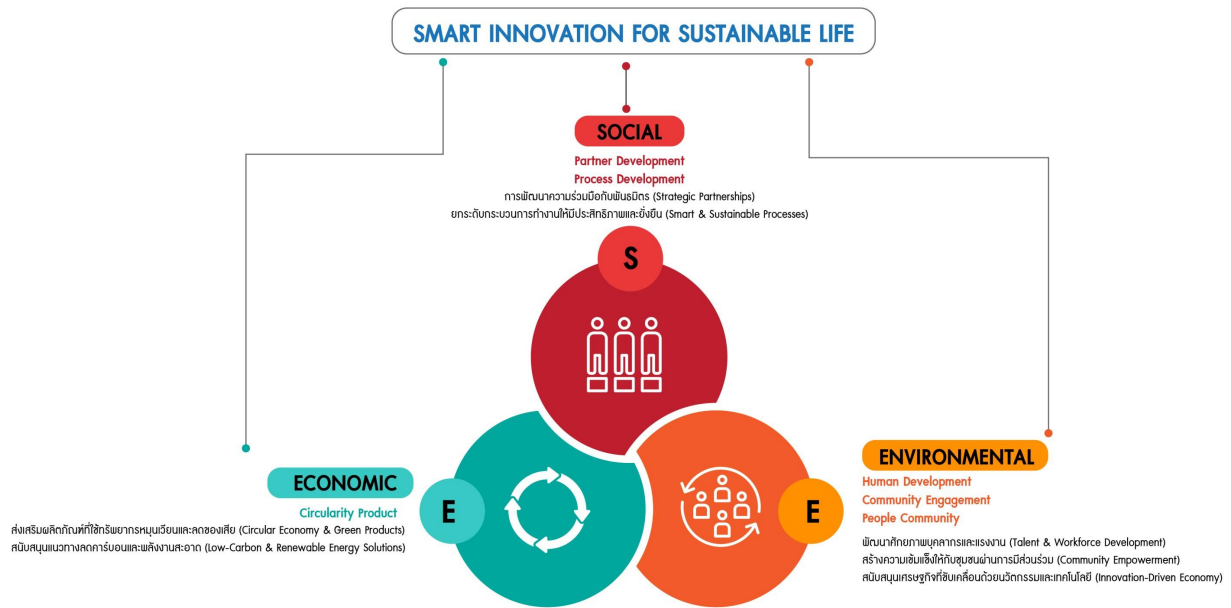 SMART INNOVATION FOR SUSTAINABLE LIFE
SOCIAL
Partner Development
Process Development
การพัฒนาความร่วมมือกับพันธมิตร (Strategic Partnerships)
ยกระดับกระบวนการทำงานให้มีประสิทธิภาพและยั่งยืน (Smart & Sustainable Processes)
S
ECONOMIC
Circularity Product
ส่งเสริมผลิตภัณฑ์ที่ใช้ทรัพยากรหมุนเวียนและลดของเสีย (Circular Economy & Green Products)
สนับสนุนแนวทางลดคาร์บอนและพลังงานสะอาด (Low-Carbon & Renewable Energy Solutions)
E
E
ENVIRONMENTAL
Human Development
Community Engagement
People Community
พัฒนาศักยภาพบุคลากรและแรงงาน (Talent & Workforce Development)
สร้างความเข้มแข็งให้กับชุมชนผ่านการมีส่วนร่วม (Community Empowerment)
สนับสนุนเศรษฐกิจที่ขับเคลื่อนด้วยนวัตกรรมและเทคโนโลยี (Innovation-Driven Economy)